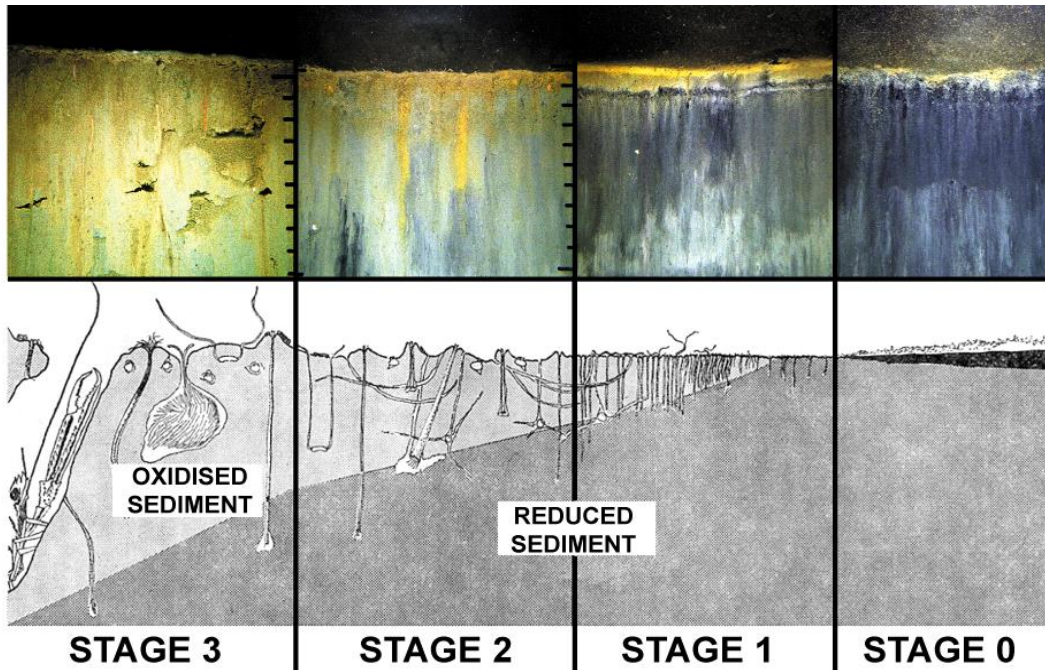 OXIDISED
SEDIMENT
REDUCED
SEDIMENT
STAGE 3
STAGE 2
STAGE 1
STAGE 0